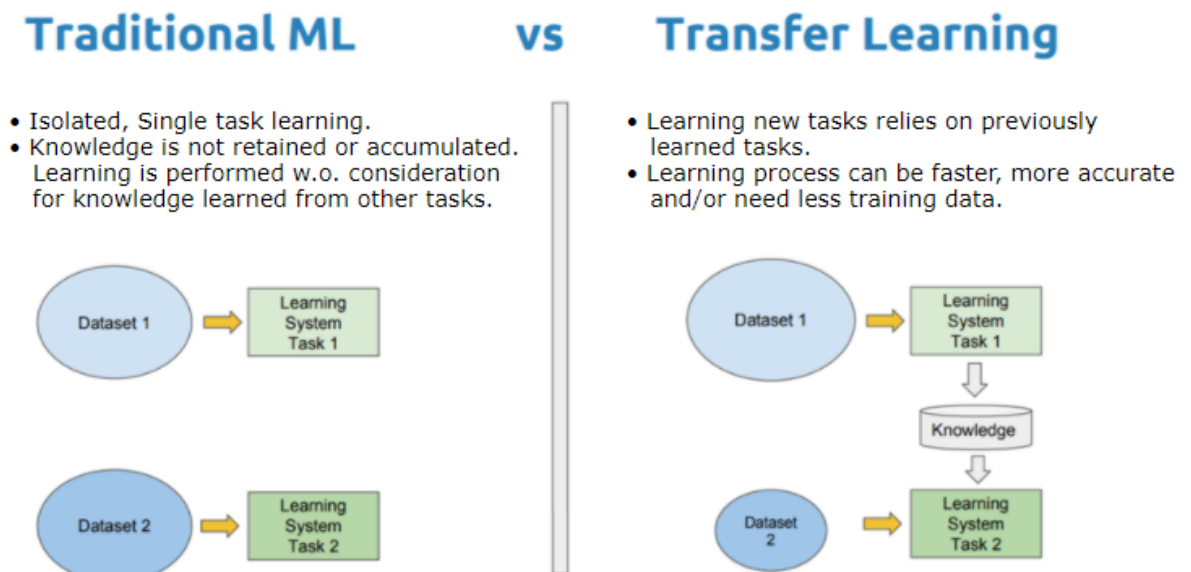 Traditional ML vs Transfer Learning
• Isolated, Single task learning.
• Knowledge is not retained or accumulated.
Learning is performed w.o. consideration
for knowledge learned from other tasks.
• Learning new tasks relies on previously
learned tasks.
• Learning process can be faster, more accurate
and/or need less training data.
Dataset 1
Learning
System
Task 1
Dataset 2
Learning
System
Task 2
Dataset 1
Learning
System
Task 1
Knowledge
Dataset
2
Learning
System
Task 2